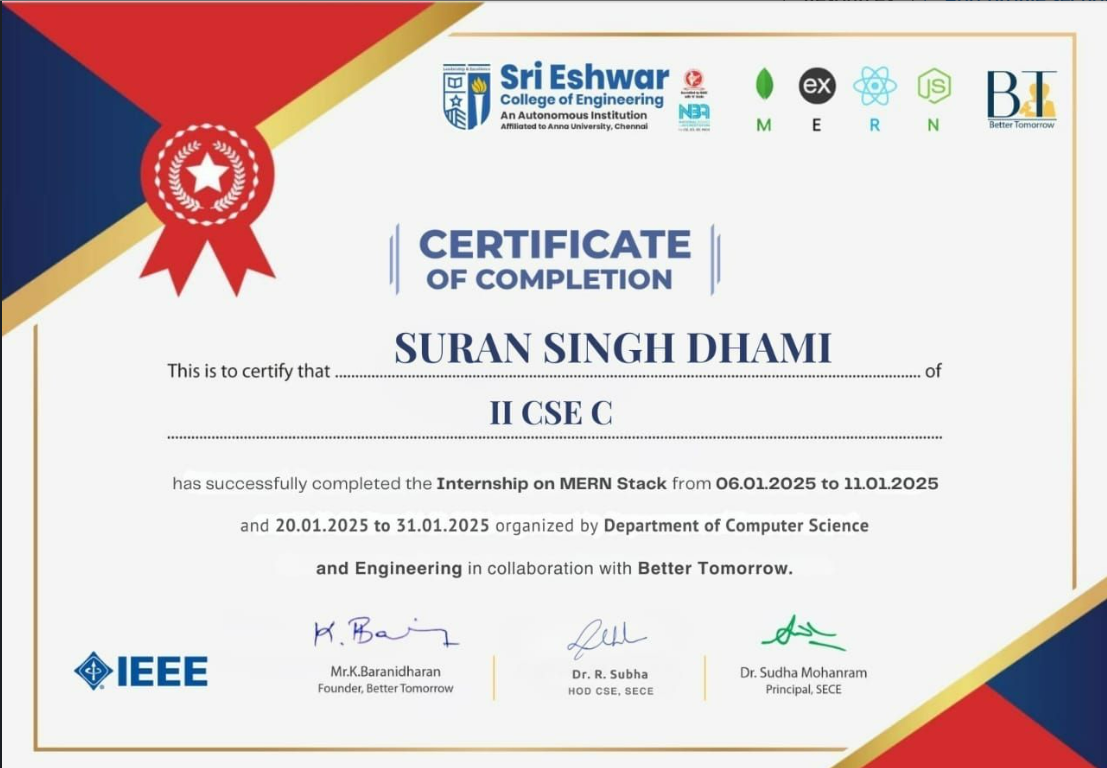 Sri Eshwar
College of Engineering
An Autonomous Institution
Affiliated to Anna University, Chennai
NBA
M E R N
ex
JS
BT
Better Tomorrow
CERTIFICATE
OF COMPLETION
This is to certify that SURAN SINGH DHAMI of
II CSE C
has successfully completed the Internship on MERN Stack from 06.01.2025 to 11.01.2025
and 20.01.2025 to 31.01.2025 organized by Department of Computer Science
and Engineering in collaboration with Better Tomorrow.
K. Bai
Mr.K.Baranidharan
Founder, Better Tomorrow
Dr. R. Subha
HOD CSE, SECE
Dr. Sudha Mohanram
Principal, SECE
IEEE